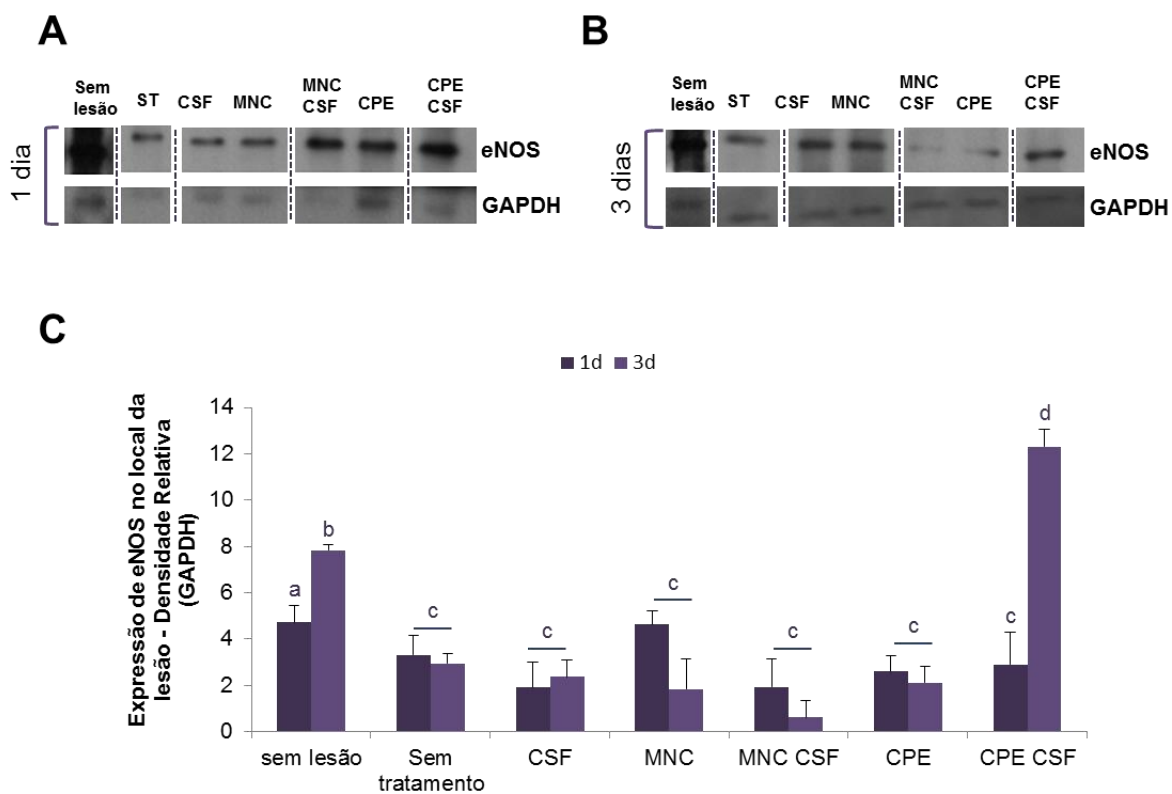 A
Sem
lesão
ST
CSF
MNC
MNC
CSF
CPE
CPE
CSF
1 dia
eNOS
GAPDH
B
Sem
lesão
ST
CSF
MNC
MNC
CSF
CPE
CPE
CSF
3 dias
eNOS
GAPDH
C
1d 3d
Expressão de eNOS no local da
lesão - Densidade Relativa
(GAPDH)
14
12
10
8
6
4
2
0
a
b
c
c
c
c
c
c
d
sem lesão
Sem
tratamento
CSF
MNC
MNC CSF
CPE
CPE CSF